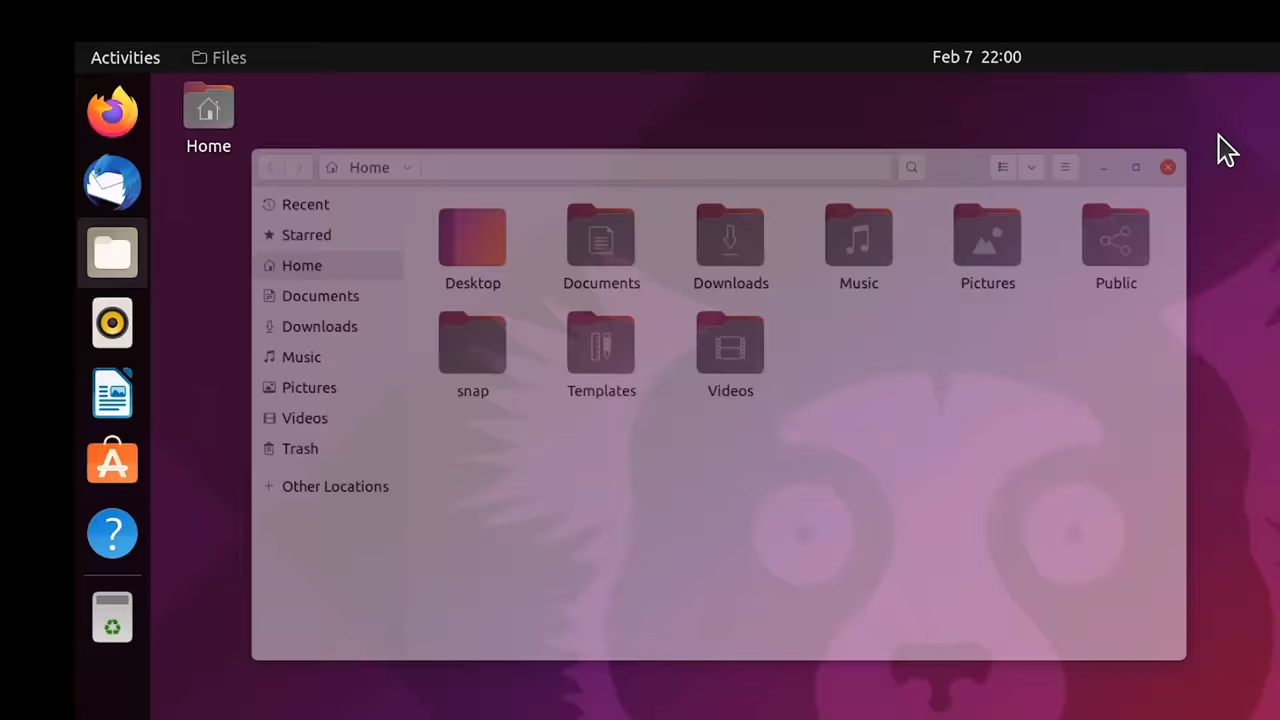 Activities Files Feb 7 22:00
Home
Home
Recent
Starred
Home
Documents
Downloads
Music
Pictures
Videos
Trash
Other Locations
Desktop Documents Downloads Music Pictures Public
snap Templates Videos